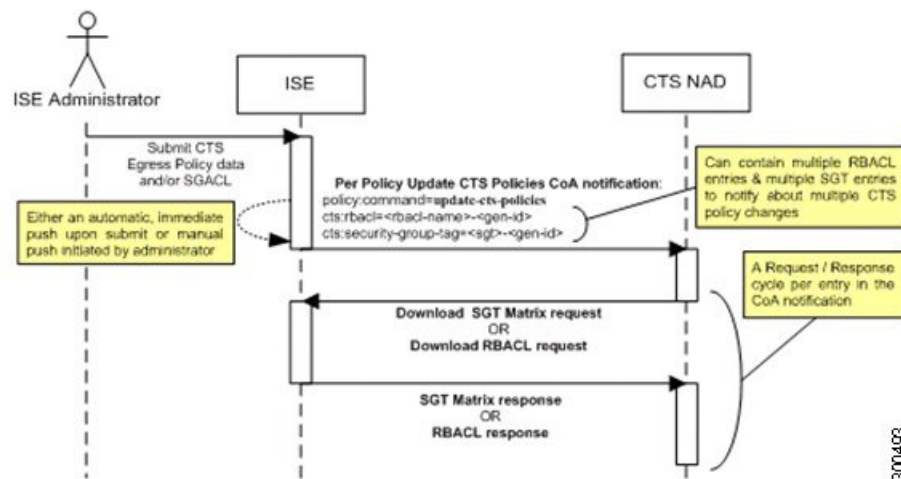 ISE Administrator
ISE
CTS NAD
Submit CTS
Egress Policy data
and/or SGACL
Either an automatic, immediate
push upon submit or manual
push initiated by administrator
Per Policy Update CTS Policies CoA notification:
policy:command=update-cts-policies
cts:rbacl=<rbacl-name>-<gen-id>
cts:security-group-tag=<sgt>-<gen-id>
Can contain multiple RBACL
entries & multiple SGT entries
to notify about multiple CTS
policy changes
A Request / Response
cycle per entry in the
CoA notification
Download SGT Matrix request
OR
Download RBACL request
SGT Matrix response
OR
RBACL response
300493